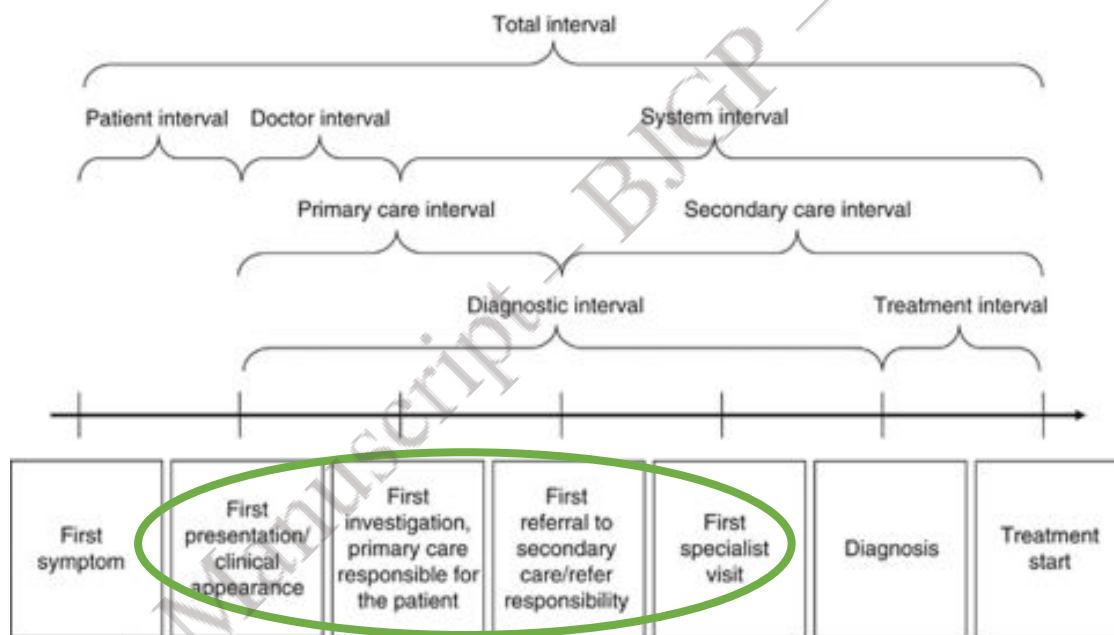 Total interval
Patient interval
Doctor interval
System interval
Primary care interval
Secondary care interval
Diagnostic interval
Treatment interval
First
symptom
First
presentation/
clinical
appearance
First
investigation,
primary care
responsible for
the patient
First
referral to
secondary
care/refer
responsibility
First
specialist
visit
Diagnosis
Treatment
start
Manuscript - BJGP -